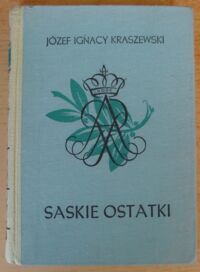 JÓZEF IGNACY KRASZEWSKI
SASKIE OSTATKI